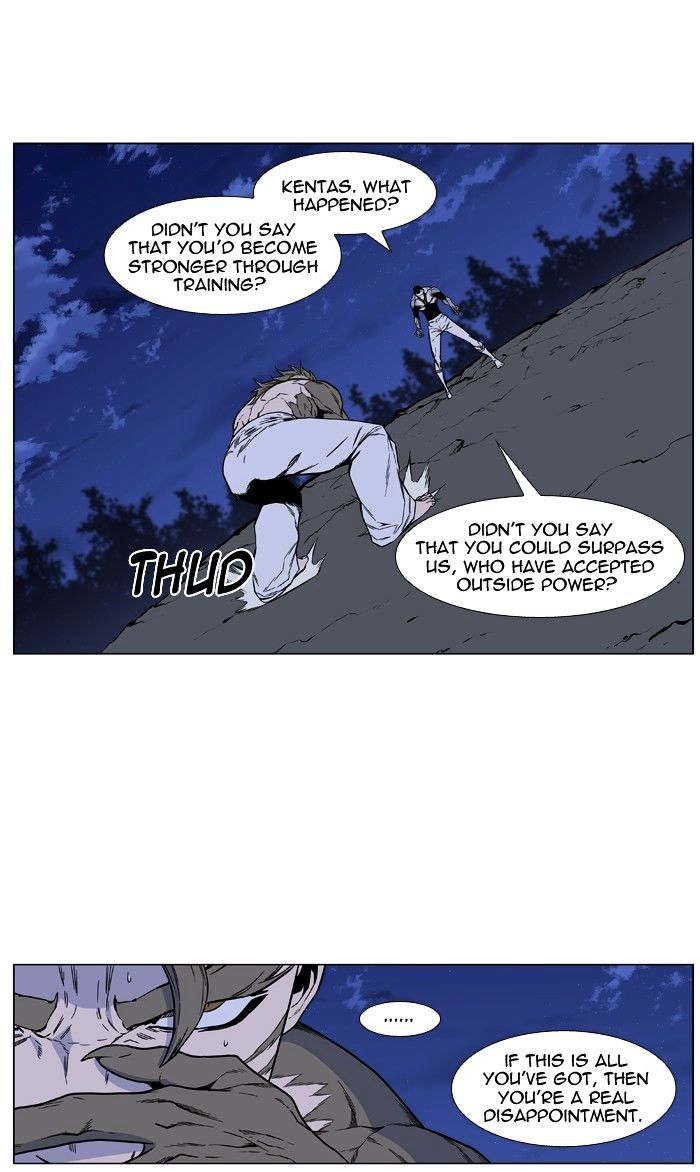 KENTAS. WHAT
HAPPENED?
DIDN'T YOU SAY
THAT YOU'D BECOME
STRONGER THROUGH
TRAINING?
DIDN'T YOU SAY
THAT YOU COULD SURPASS
US, WHO HAVE ACCEPTED
OUTSIDE POWER?
THUD
......
IF THIS IS ALL
YOU'VE GOT, THEN
YOU'RE A REAL
DISAPPOINTMENT.